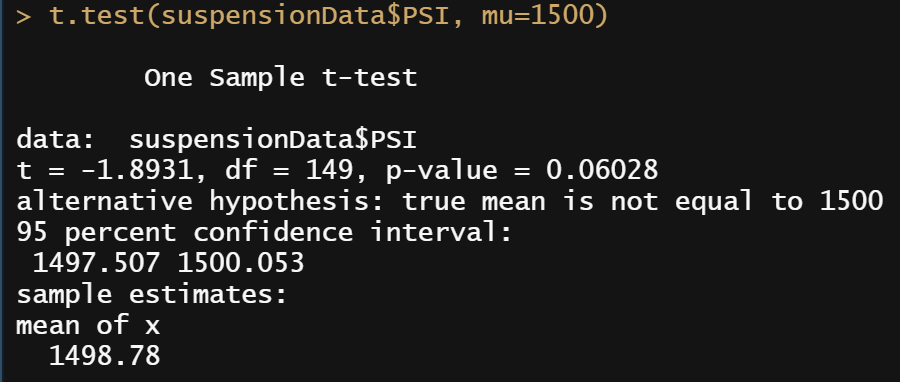 > t.test(suspensionData$PSI, mu=1500)
One Sample t-test
data:  suspensionData$PSI
t = -1.8931, df = 149, p-value = 0.06028
alternative hypothesis: true mean is not equal to 1500
95 percent confidence interval:
 1497.507 1500.053
sample estimates:
mean of x
  1498.78